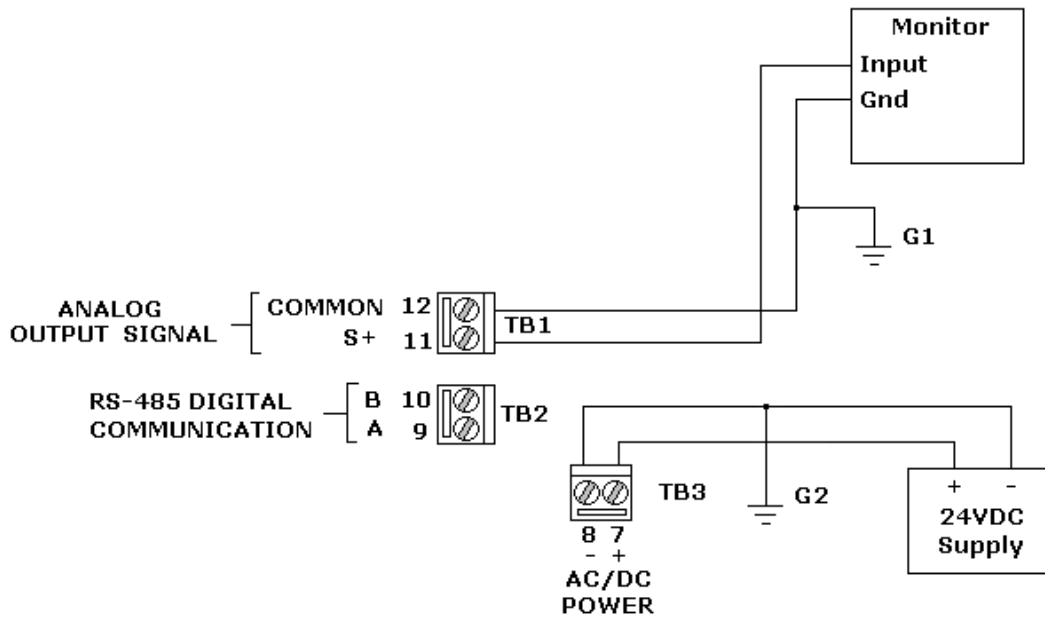 Monitor
Input
Gnd
G1
ANALOG
OUTPUT SIGNAL
COMMON 12
S+ 11
TB1
RS-485 DIGITAL
COMMUNICATION
B 10
A 9
TB2
TB3
G2
8 7
- +
AC/DC
POWER
+ -
24VDC
Supply